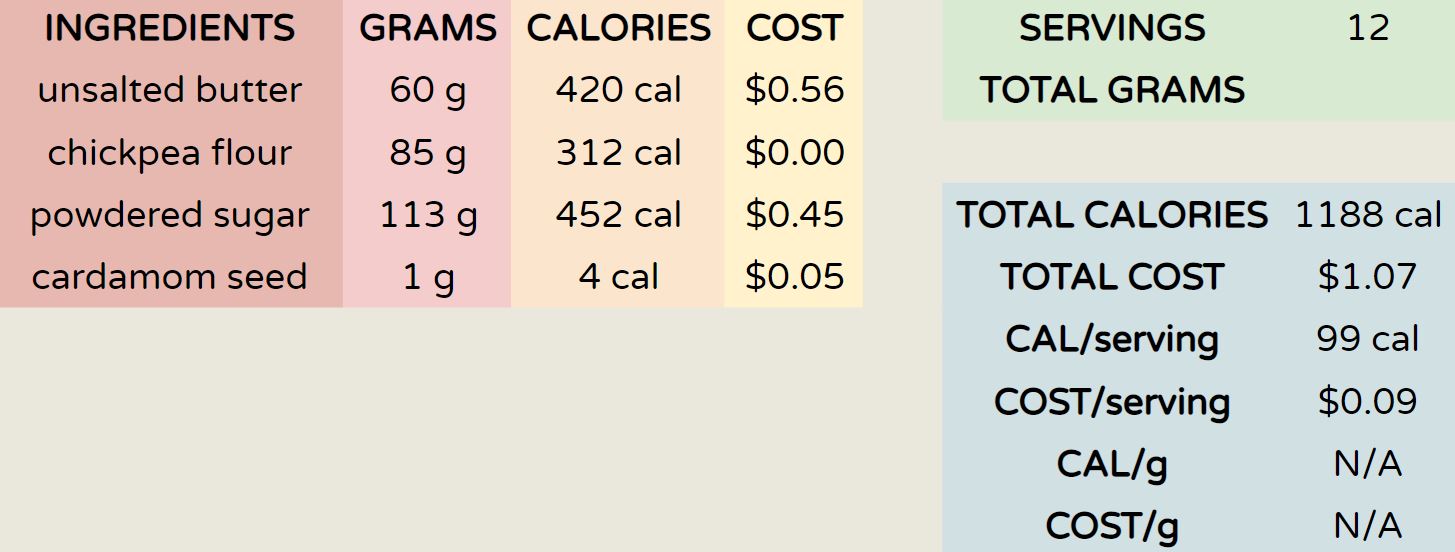 INGREDIENTS GRAMS CALORIES COST
unsalted butter 60 g 420 cal $0.56
chickpea flour 85 g 312 cal $0.00
powdered sugar 113 g 452 cal $0.45
cardamom seed 1 g 4 cal $0.05
SERVINGS 12
TOTAL GRAMS
TOTAL CALORIES 1188 cal
TOTAL COST $1.07
CAL/serving 99 cal
COST/serving $0.09
CAL/g N/A
COST/g N/A